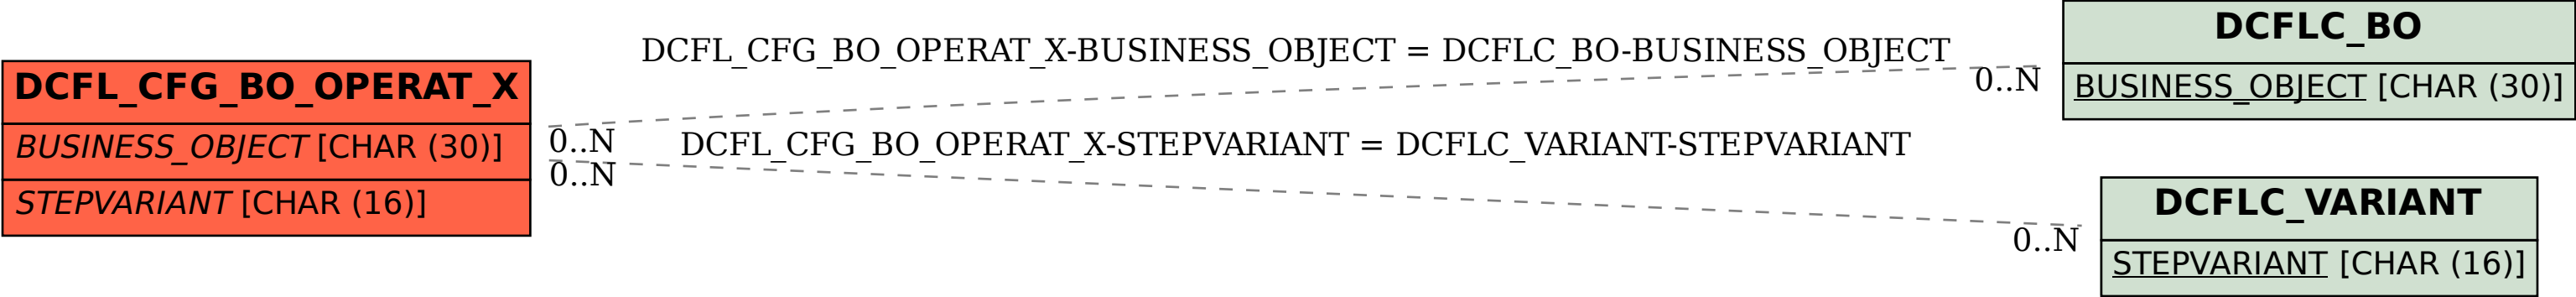 DCFL_CFG_BO_OPERAT_X
BUSINESS_OBJECT [CHAR (30)]
STEPVARIANT [CHAR (16)]
DCFL_CFG_BO_OPERAT_X-BUSINESS_OBJECT = DCFLC_BO-BUSINESS_OBJECT
0..N
0..N
DCFL_CFG_BO_OPERAT_X-STEPVARIANT = DCFLC_VARIANT-STEPVARIANT
0..N
0..N
DCFLC_BO
BUSINESS_OBJECT [CHAR (30)]
DCFLC_VARIANT
STEPVARIANT [CHAR (16)]